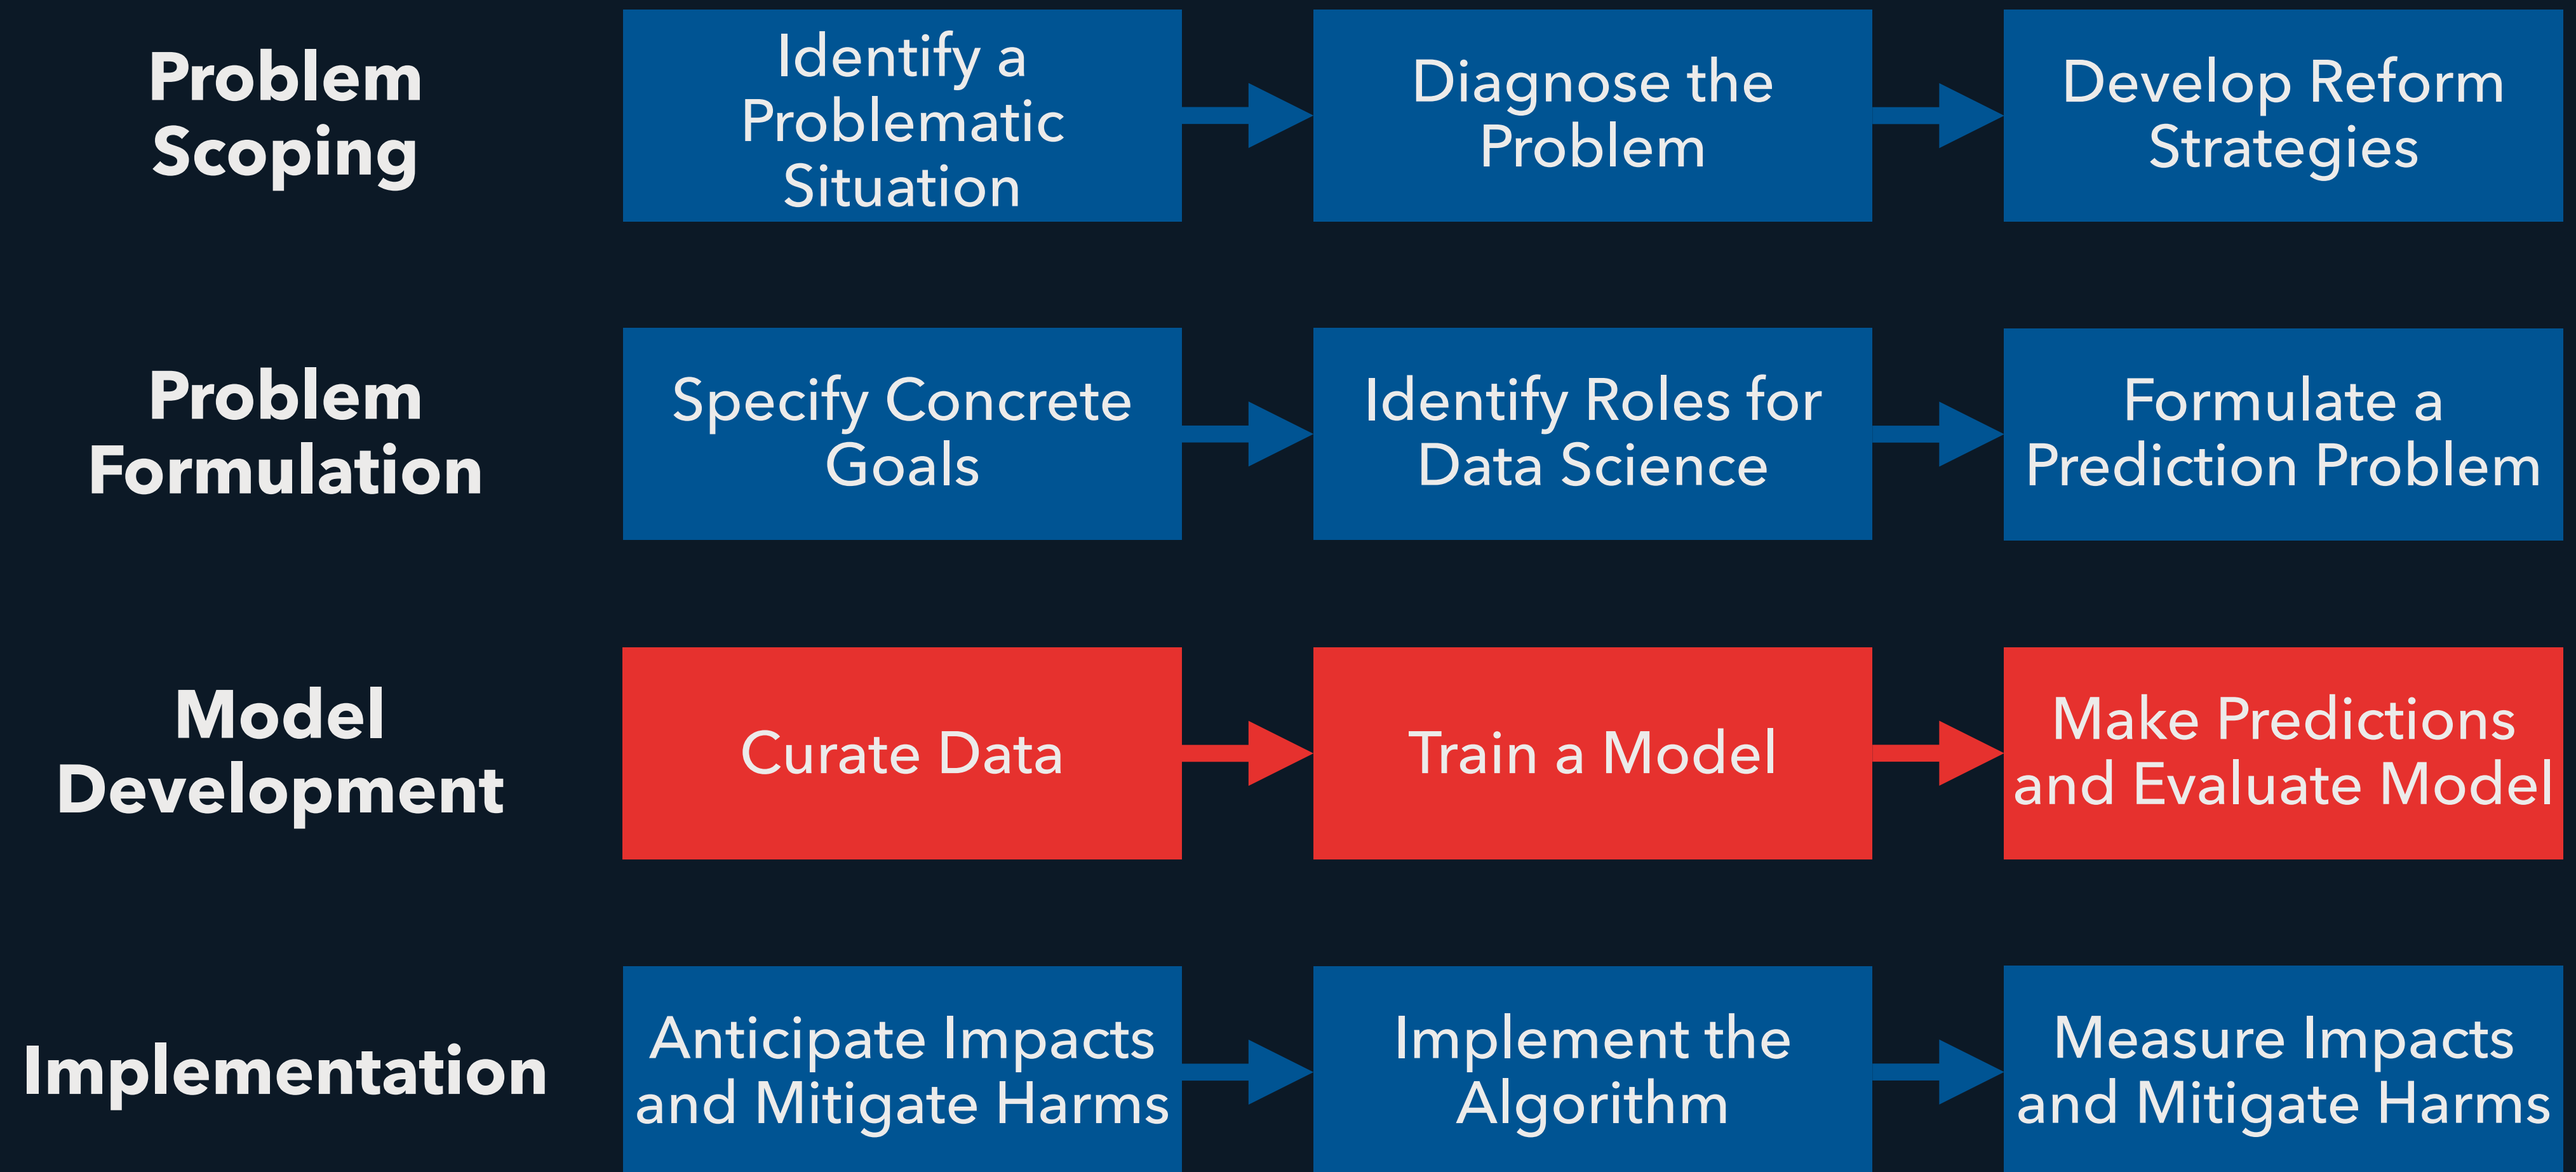 Problem
Scoping
Identify a
Problematic
Situation
Diagnose the
Problem
Develop Reform
Strategies
Problem
Formulation
Specify Concrete
Goals
Identify Roles for
Data Science
Formulate a
Prediction Problem
Model
Development
Curate Data
Train a Model
Make Predictions
and Evaluate Model
Implementation
Anticipate Impacts
and Mitigate Harms
Implement the
Algorithm
Measure Impacts
and Mitigate Harms